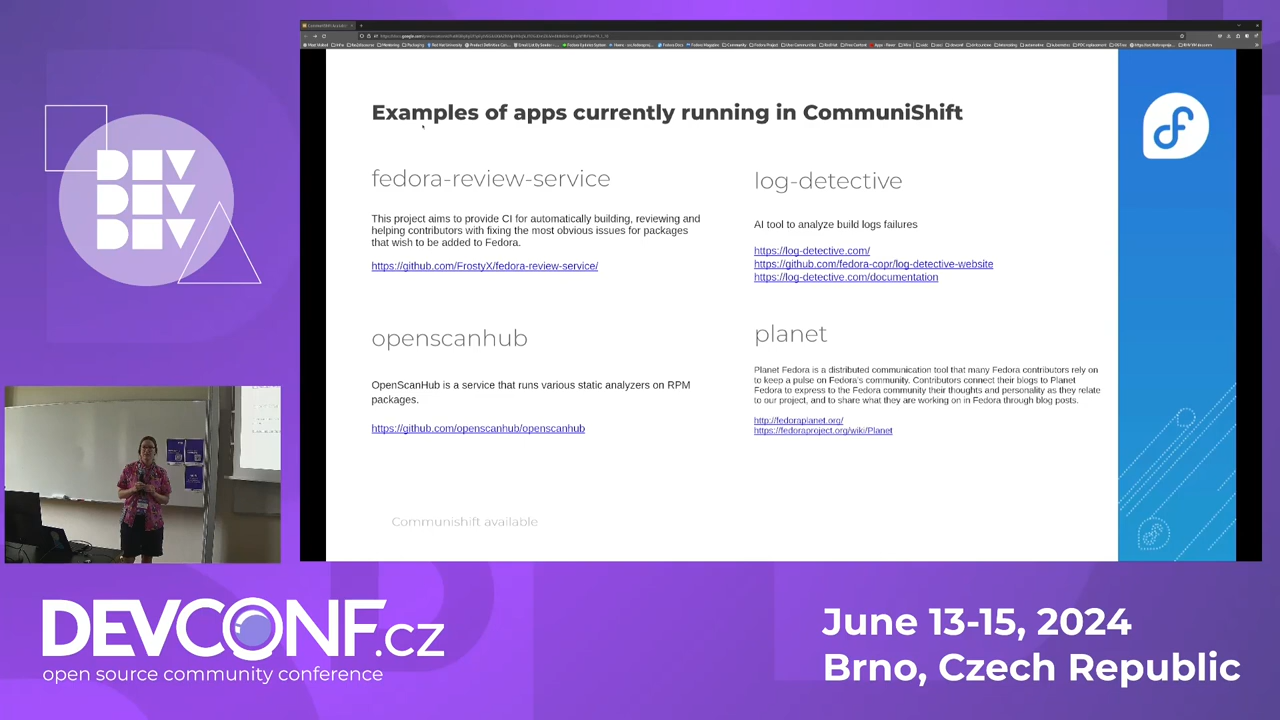 Examples of apps currently running in CommuniShift
fedora-review-service
This project aims to provide CI for automatically building, reviewing and
helping contributors with fixing the most obvious issues for packages
that wish to be added to Fedora.
https://github.com/FrostyX/fedora-review-service/
log-detective
AI tool to analyze build logs failures
https://log-detective.com/
https://github.com/fedora-copr/log-detective-website
https://log-detective.com/documentation
openscanhub
OpenScanHub is a service that runs various static analyzers on RPM
packages.
https://github.com/openscanhub/openscanhub
planet
Planet Fedora is a distributed communication tool that many Fedora contributors rely on
to keep a pulse on Fedora's community. Contributors connect their blogs to Planet
Fedora to express to the Fedora community their thoughts and personality as they relate
to our project, and to share what they are working on in Fedora through blog posts.
http://fedoraplanet.org/
https://fedoraproject.org/wiki/Planet
Communishift available
DEV
DEV
DEV
DEVCONF.cz
open source community conference
June 13-15, 2024
Brno, Czech Republic